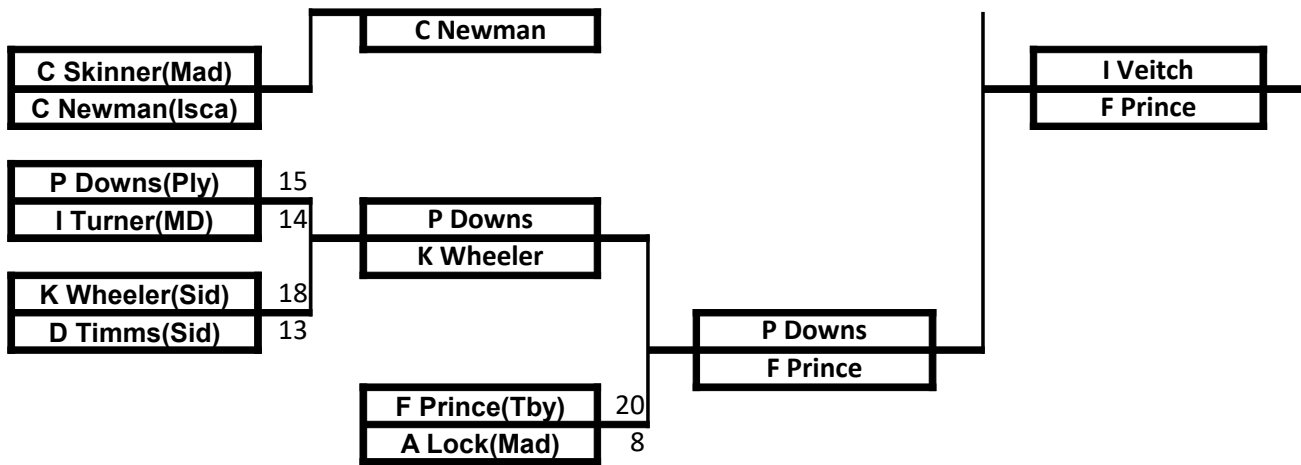 C Newman
C Skinner(Mad)
C Newman(Isca)
I Veitch
F Prince
P Downs(Ply) 15
I Turner(MD) 14
P Downs
K Wheeler
K Wheeler(Sid) 18
D Timms(Sid) 13
P Downs
F Prince
F Prince(Tby) 20
A Lock(Mad) 8